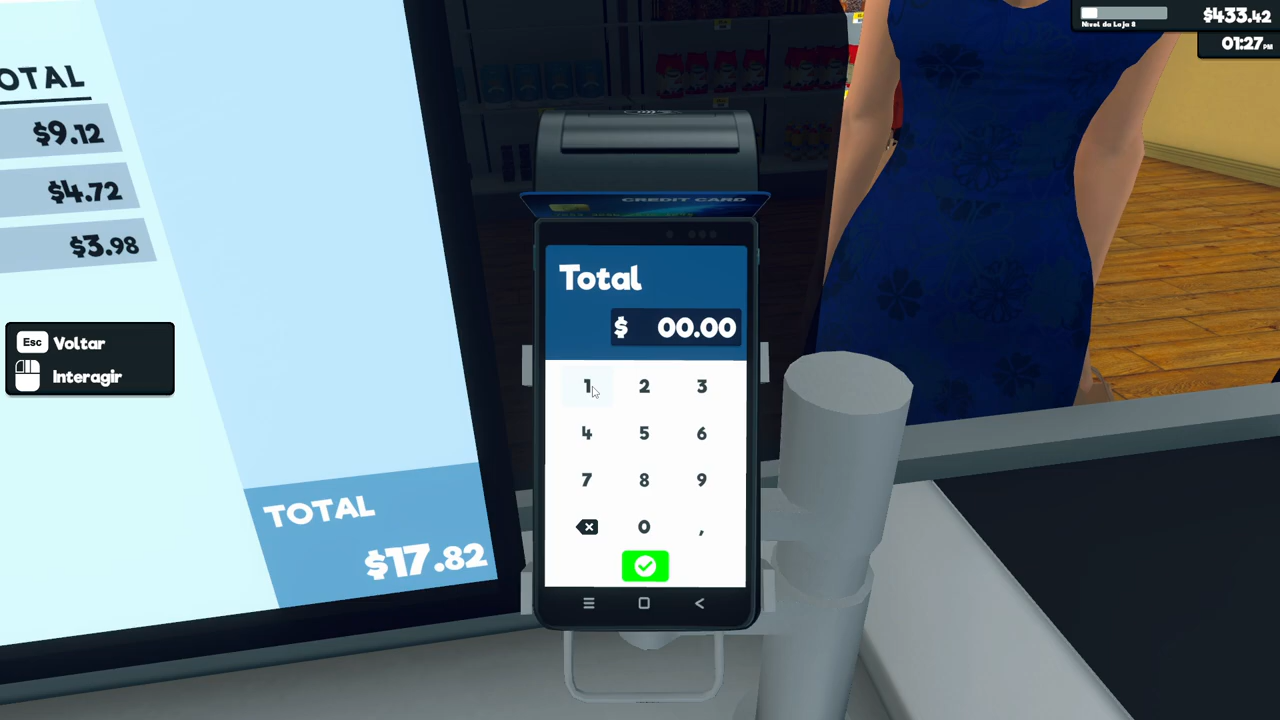 OTAL
$9.12
$4.72
$3.98
TOTAL
$17.82
Esc Voltar
Interagir
CREDIT CARD
Total
$ 00.00
1 2 3
4 5 6
7 8 9
0 ,
$433.42
Nível da Loja 8
01:27PM